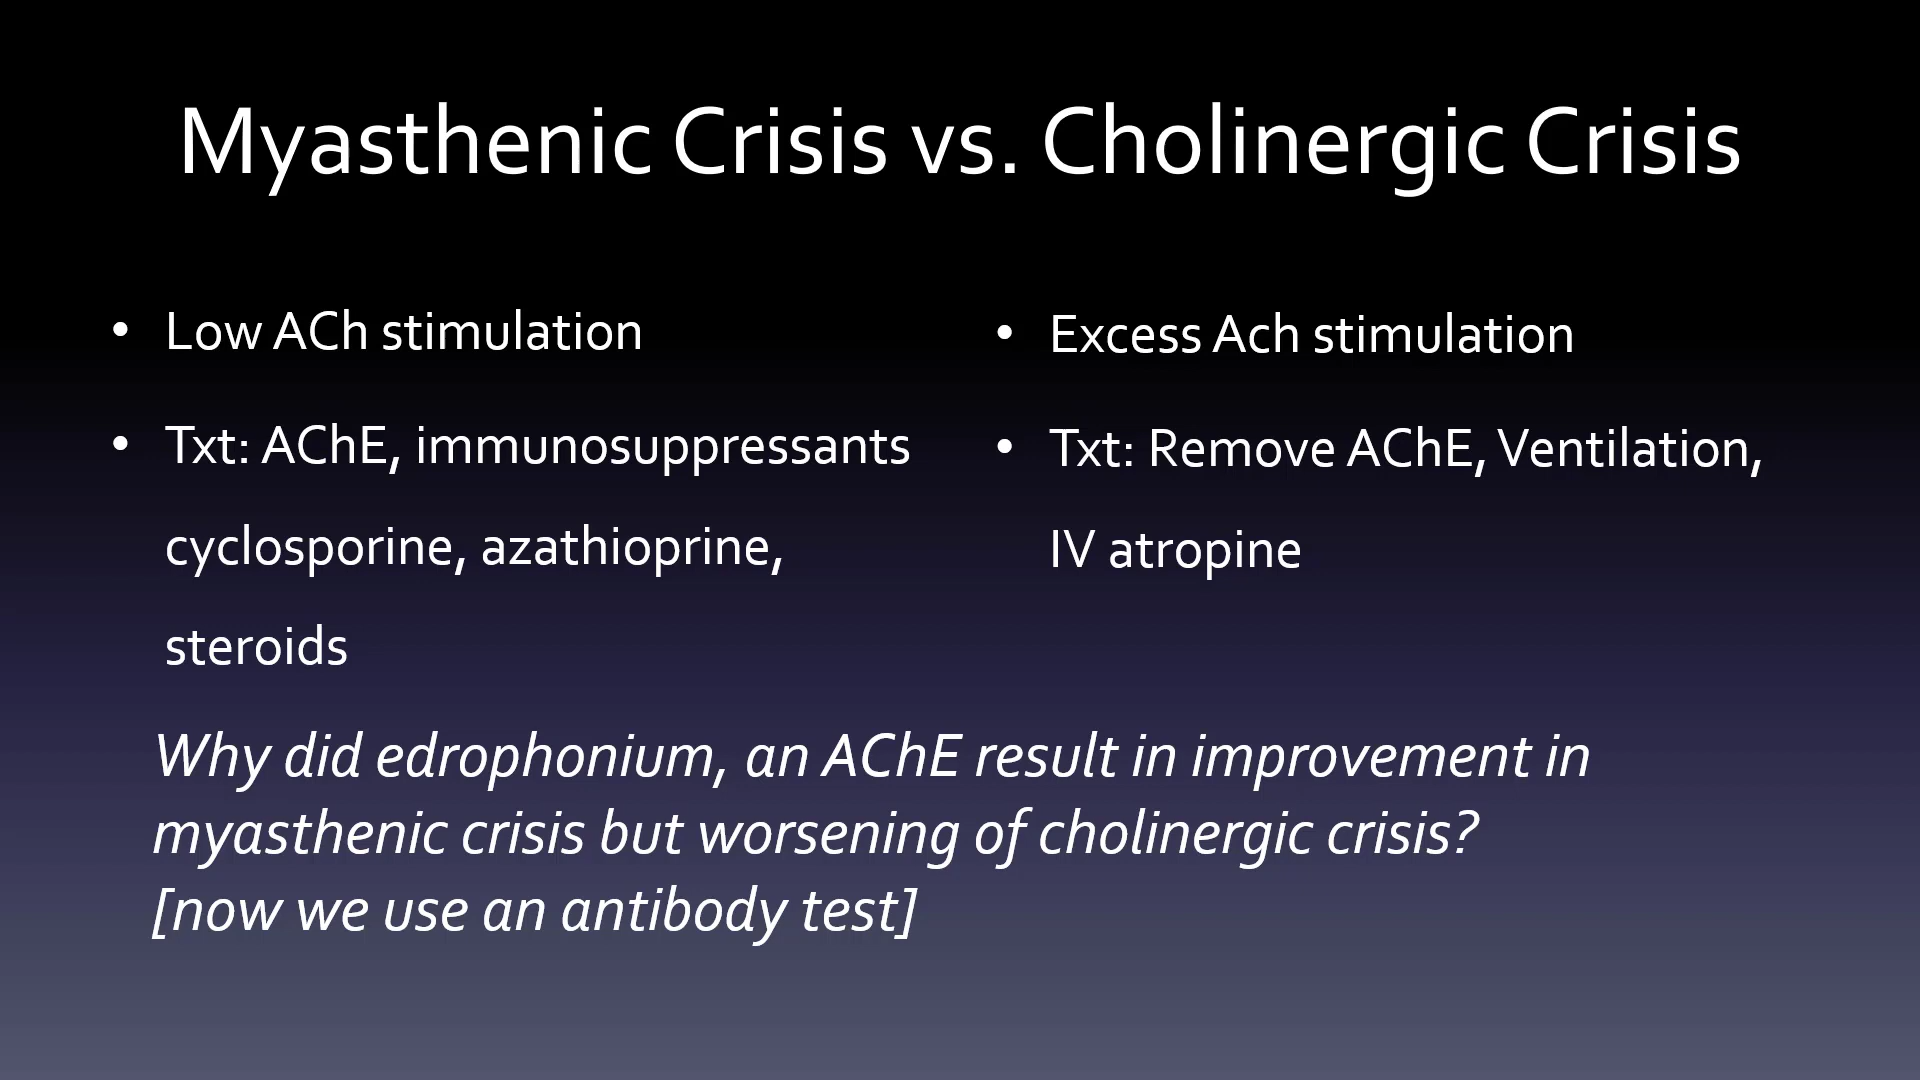 Myasthenic Crisis vs. Cholinergic Crisis
• Low ACh stimulation
• Txt: AChE, immunosuppressants
cyclosporine, azathioprine,
steroids
• Excess Ach stimulation
• Txt: Remove AChE, Ventilation,
IV atropine
Why did edrophonium, an AChE result in improvement in
myasthenic crisis but worsening of cholinergic crisis?
[now we use an antibody test]